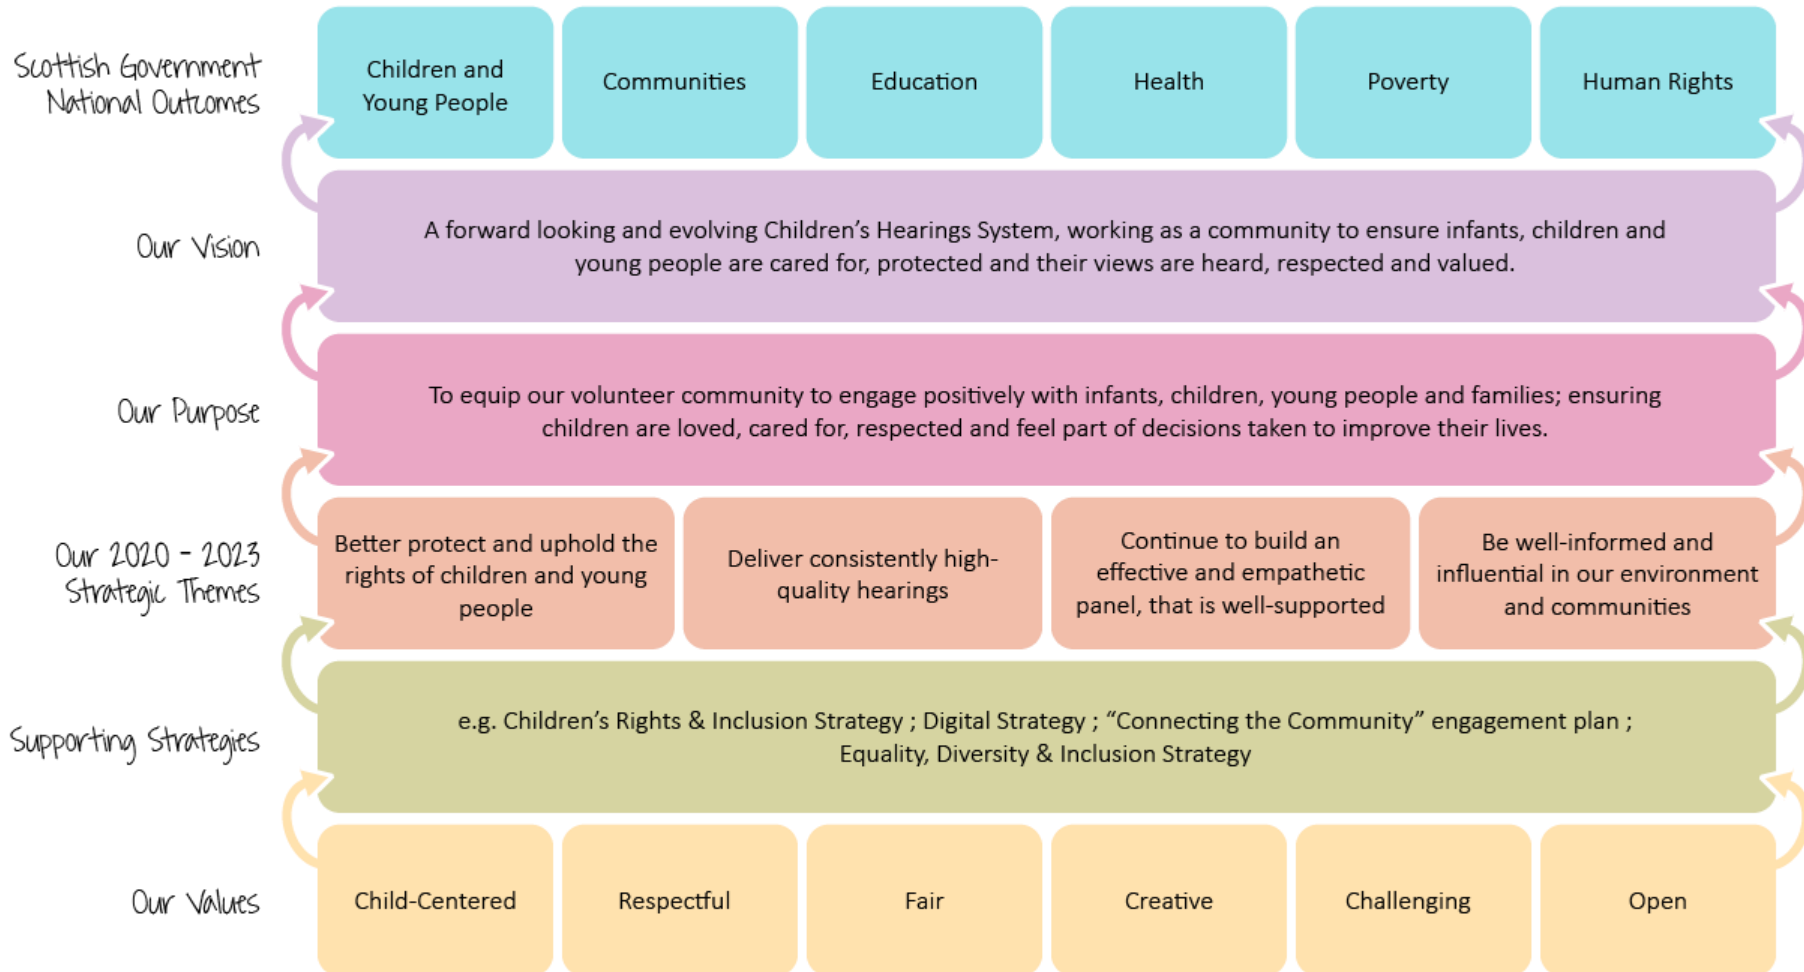 Scottish Government
National Outcomes
Children and
Young People
Communities
Education
Health
Poverty
Human Rights
Our Vision
A forward looking and evolving Children’s Hearings System, working as a community to ensure infants, children and
young people are cared for, protected and their views are heard, respected and valued.
Our Purpose
To equip our volunteer community to engage positively with infants, children, young people and families; ensuring
children are loved, cared for, respected and feel part of decisions taken to improve their lives.
Our 2020 - 2023
Strategic Themes
Better protect and uphold the
rights of children and young
people
Deliver consistently high-
quality hearings
Continue to build an
effective and empathetic
panel, that is well-supported
Be well-informed and
influential in our environment
and communities
Supporting Strategies
e.g. Children’s Rights & Inclusion Strategy ; Digital Strategy ; “Connecting the Community” engagement plan ;
Equality, Diversity & Inclusion Strategy
Our Values
Child-Centered
Respectful
Fair
Creative
Challenging
Open